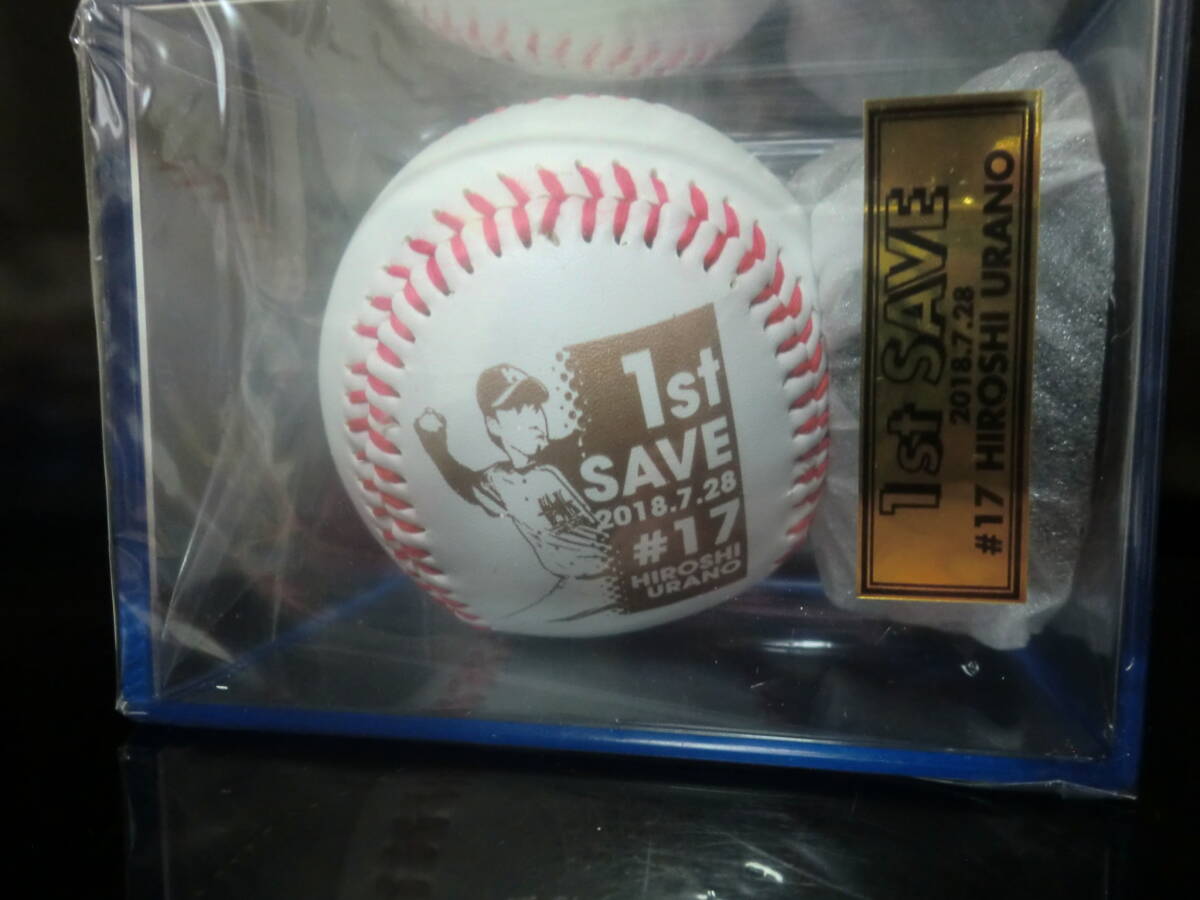 1st
SAVE
2018.7.28
#17
HIROSHI
URANO
1st SAVE
2018.7.28
#17 HIROSHI URANO